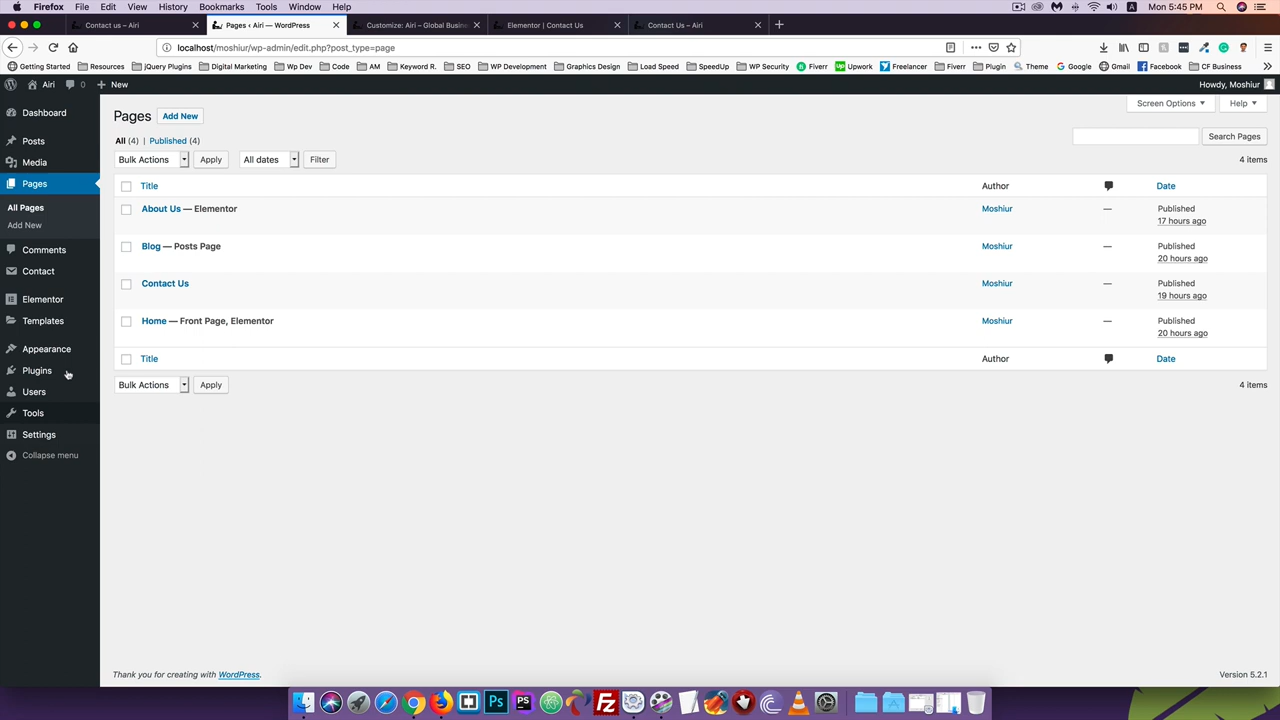 Firefox File Edit View History Bookmarks Tools Window Help
Mon 5:45 PM
Contact us – Airi
Pages ‹ Airi — WordPress
Customize: Airi – Global Busin
Elementor | Contact Us
Contact Us – Airi
localhost/moshiur/wp-admin/edit.php?post_type=page
Getting Started Resources jQuery Plugins Digital Marketing Wp Dev Code AM Keyword R. SEO WP Development Graphics Design Load Speed SpeedUp WP Security Fiverr Upwork Freelancer Fiverr Plugin Theme Google Gmail Facebook CF Business
Airi 0 New
Howdy, Moshiur
Dashboard
Posts
Media
Pages
All Pages
Add New
Comments
Contact
Elementor
Templates
Appearance
Plugins
Users
Tools
Settings
Collapse menu
Screen Options
Help
Pages Add New
All (4) | Published (4)
Search Pages
Bulk Actions Apply All dates Filter
4 items
Title Author Date
About Us — Elementor Moshiur — Published
17 hours ago
Blog — Posts Page Moshiur — Published
20 hours ago
Contact Us Moshiur — Published
19 hours ago
Home — Front Page, Elementor Moshiur — Published
20 hours ago
Title Author Date
Bulk Actions Apply
4 items
Thank you for creating with WordPress.
Version 5.2.1
Ps
PS
Fz